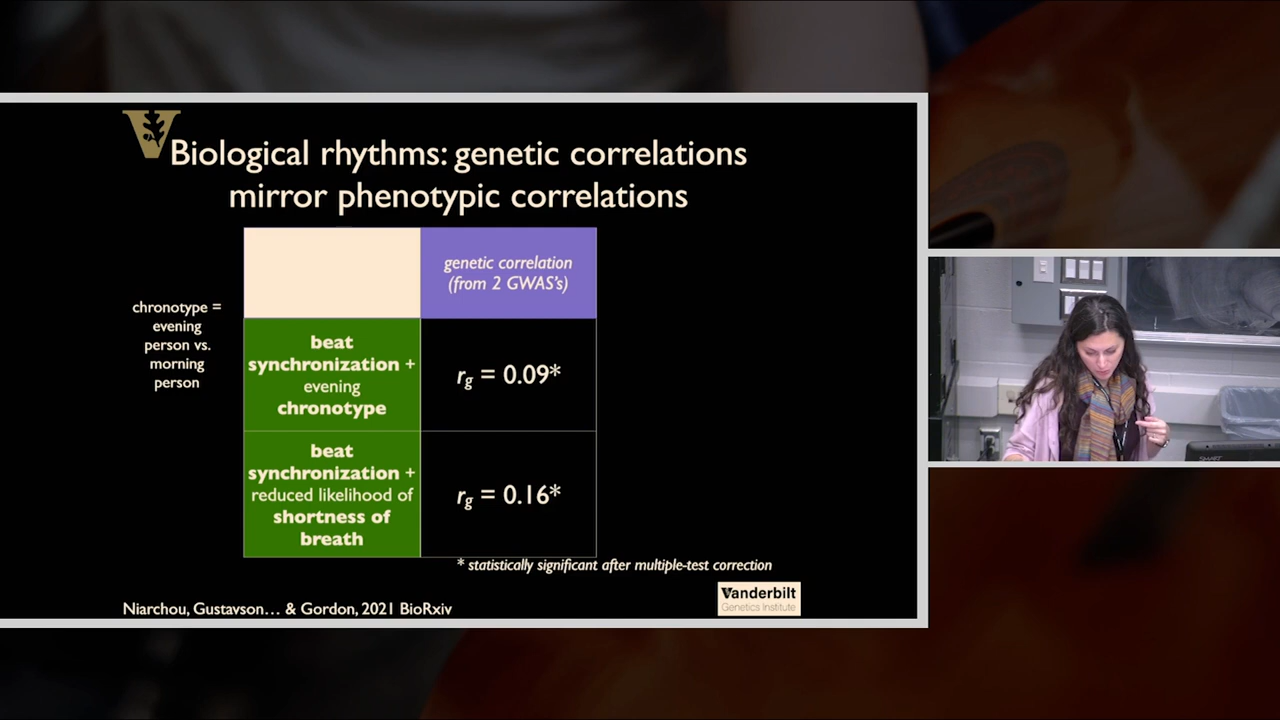 Biological rhythms: genetic correlations
mirror phenotypic correlations
genetic correlation
(from 2 GWAS's)
chronotype =
evening
person vs.
morning
person
beat
synchronization +
evening
chronotype
rg = 0.09*
beat
synchronization +
reduced likelihood of
shortness of
breath
rg = 0.16*
* statistically significant after multiple-test correction
Niarchou, Gustavson... & Gordon, 2021 BioRxiv
Vanderbilt
Genetics Institute
SMART